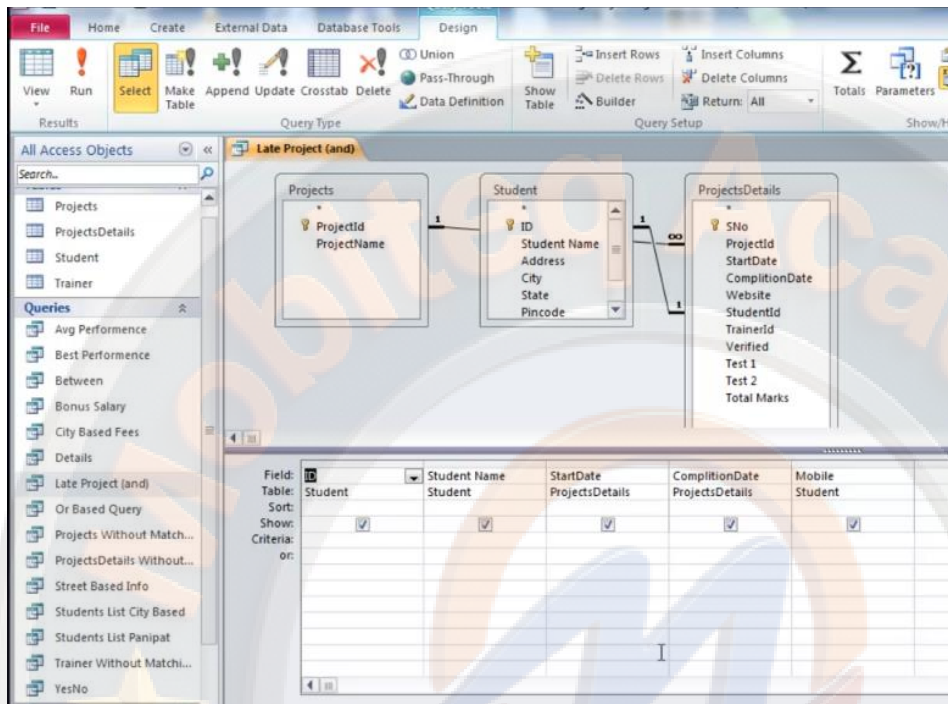 File Home Create External Data Database Tools Design
View Run Select Make Table Append Update Crosstab Delete
Union
Pass-Through
Data Definition
Show Table
Insert Rows
Delete Rows
Builder
Insert Columns
Delete Columns
Return: All
Totals Parameters
Results Query Type Query Setup Show/H
All Access Objects
Search..
Projects
ProjectsDetails
Student
Trainer
Queries
Avg Performence
Best Performence
Between
Bonus Salary
City Based Fees
Details
Late Project (and)
Or Based Query
Projects Without Match...
ProjectsDetails Without...
Street Based Info
Students List City Based
Students List Panipat
Trainer Without Matchi...
YesNo
Late Project (and)
Projects
*
ProjectId
ProjectName
1
Student
*
ID
Student Name
Address
City
State
Pincode
1
∞
1
ProjectsDetails
*
SNo
ProjectId
StartDate
ComplitionDate
Website
StudentId
TrainerId
Verified
Test 1
Test 2
Total Marks
Field: ID Student Name StartDate ComplitionDate Mobile
Table: Student Student ProjectsDetails ProjectsDetails Student
Sort:
Show:
Criteria:
or:
Mobiteq Aca